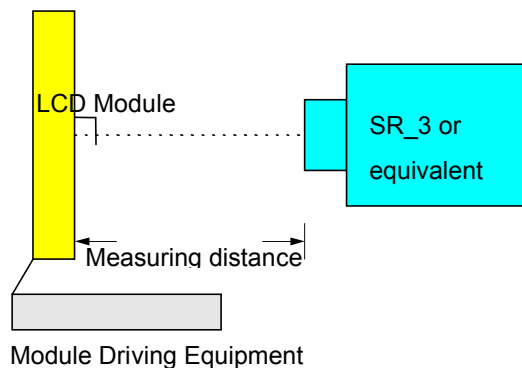 LCD Module
SR_3 or
equivalent
Measuring distance
Module Driving Equipment